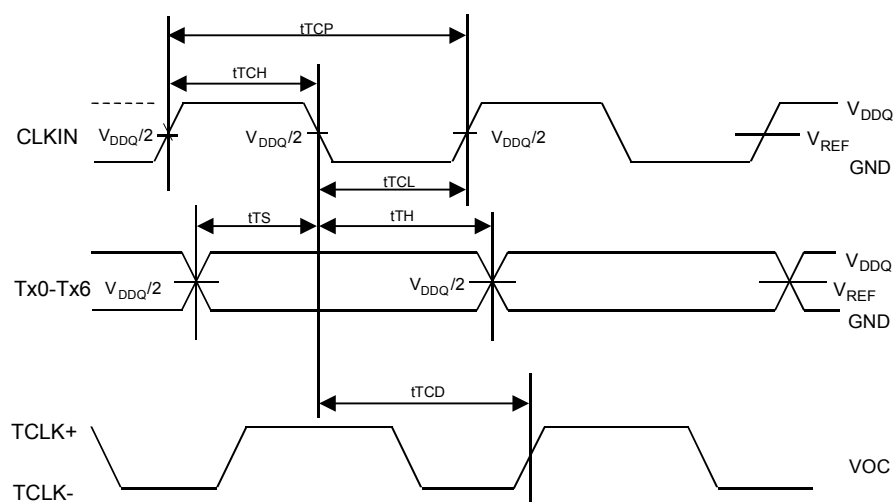 tTCP
tTCH
V_DDQ
CLKIN V_DDQ/2 V_DDQ/2 V_DDQ/2 V_REF
GND
tTCL
tTS tTH
V_DDQ
Tx0-Tx6 V_DDQ/2 V_DDQ/2 V_REF
GND
tTCD
TCLK+
VOC
TCLK-